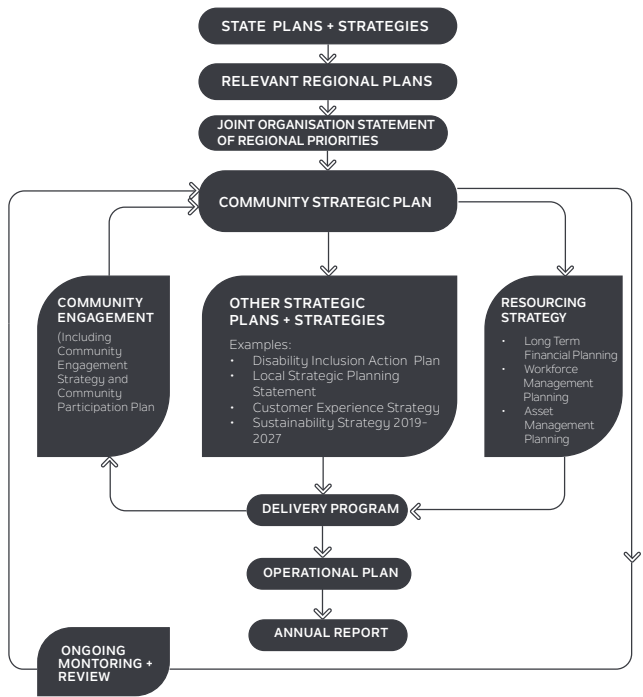 STATE PLANS + STRATEGIES
RELEVANT REGIONAL PLANS
JOINT ORGANISATION STATEMENT
OF REGIONAL PRIORITIES
COMMUNITY STRATEGIC PLAN
COMMUNITY
ENGAGEMENT
(Including
Community
Engagement
Strategy and
Community
Participation Plan
OTHER STRATEGIC
PLANS + STRATEGIES
Examples:
• Disability Inclusion Action Plan
• Local Strategic Planning
Statement
• Customer Experience Strategy
• Sustainability Strategy 2019-
2027
RESOURCING
STRATEGY
• Long Term
Financial Planning
• Workforce
Management
Planning
• Asset
Management
Planning
DELIVERY PROGRAM
OPERATIONAL PLAN
ANNUAL REPORT
ONGOING
MONTORING +
REVIEW